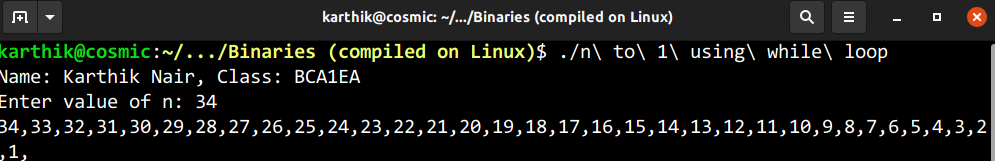 karthik@cosmic: ~/.../Binaries (compiled on Linux)
karthik@cosmic:~/.../Binaries (compiled on Linux)$ ./n\ to\ 1\ using\ while\ loop
Name: Karthik Nair, Class: BCA1EA
Enter value of n: 34
34,33,32,31,30,29,28,27,26,25,24,23,22,21,20,19,18,17,16,15,14,13,12,11,10,9,8,7,6,5,4,3,2
,1,